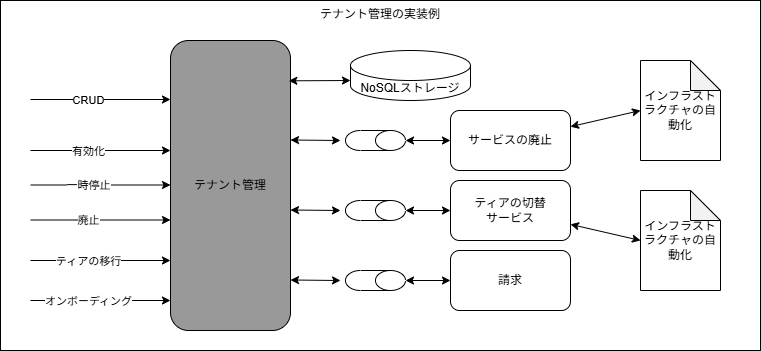 テナント管理の実装例
CRUD
有効化
一時停止
廃止
ティアの移行
オンボーディング
テナント管理
NoSQLストレージ
サービスの廃止
ティアの切替
サービス
請求
インフラスト
ラクチャの自
動化
インフラスト
ラクチャの自
動化